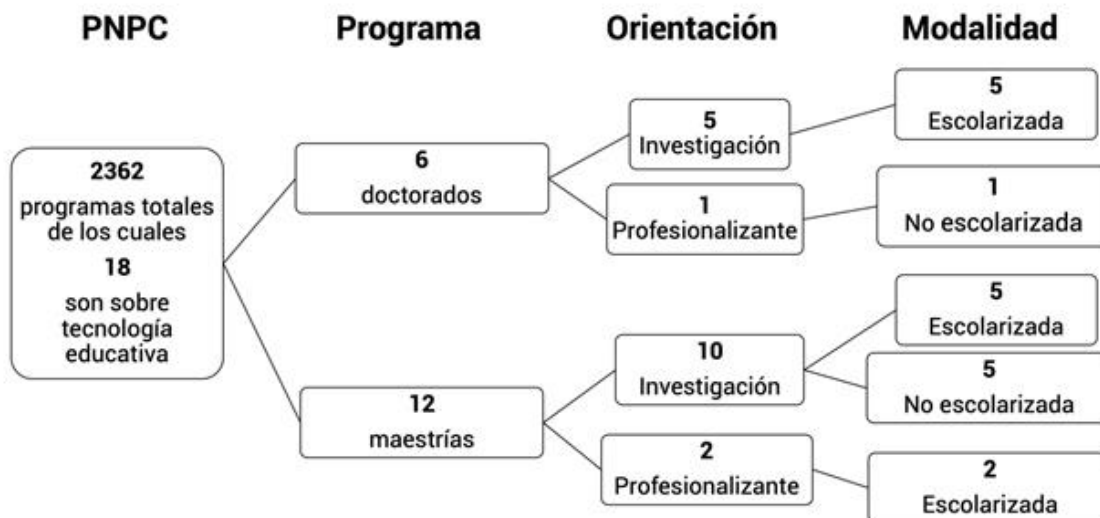 PNPC
Programa
Orientación
Modalidad
2362
programas totales
de los cuales
18
son sobre
tecnología
educativa
6
doctorados
5
Investigación
5
Escolarizada
1
Profesionalizante
1
No escolarizada
12
maestrías
10
Investigación
5
Escolarizada
5
No escolarizada
2
Profesionalizante
2
Escolarizada